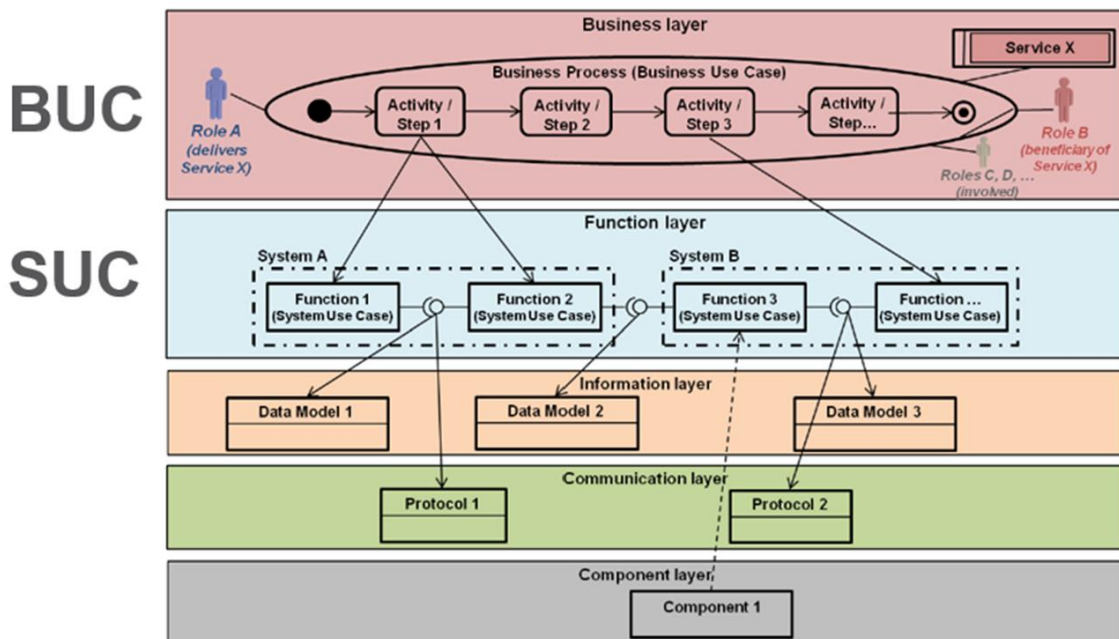 BUC
Business layer
Service X
Business Process (Business Use Case)
Activity /
Step 1
Activity /
Step 2
Activity /
Step 3
Activity /
Step...
Role A
(delivers
Service X)
Role B
(beneficiary of
Service X)
Roles C, D, ...
(involved)
SUC
Function layer
System A
System B
Function 1
(System Use Case)
Function 2
(System Use Case)
Function 3
(System Use Case)
Function ...
(System Use Case)
Information layer
Data Model 1
Data Model 2
Data Model 3
Communication layer
Protocol 1
Protocol 2
Component layer
Component 1